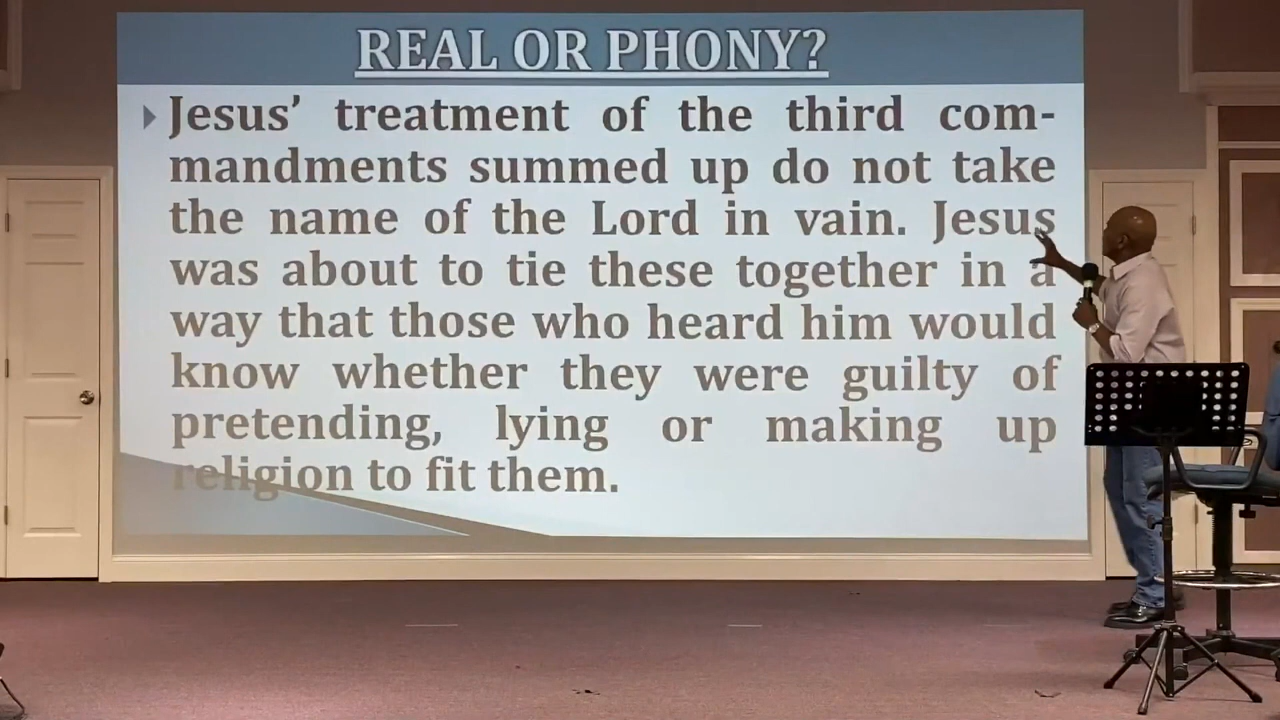 REAL OR PHONY?
Jesus’ treatment of the third com-
mandments summed up do not take
the name of the Lord in vain. Jesus
was about to tie these together in a
way that those who heard him would
know whether they were guilty of
pretending, lying or making up
religion to fit them.